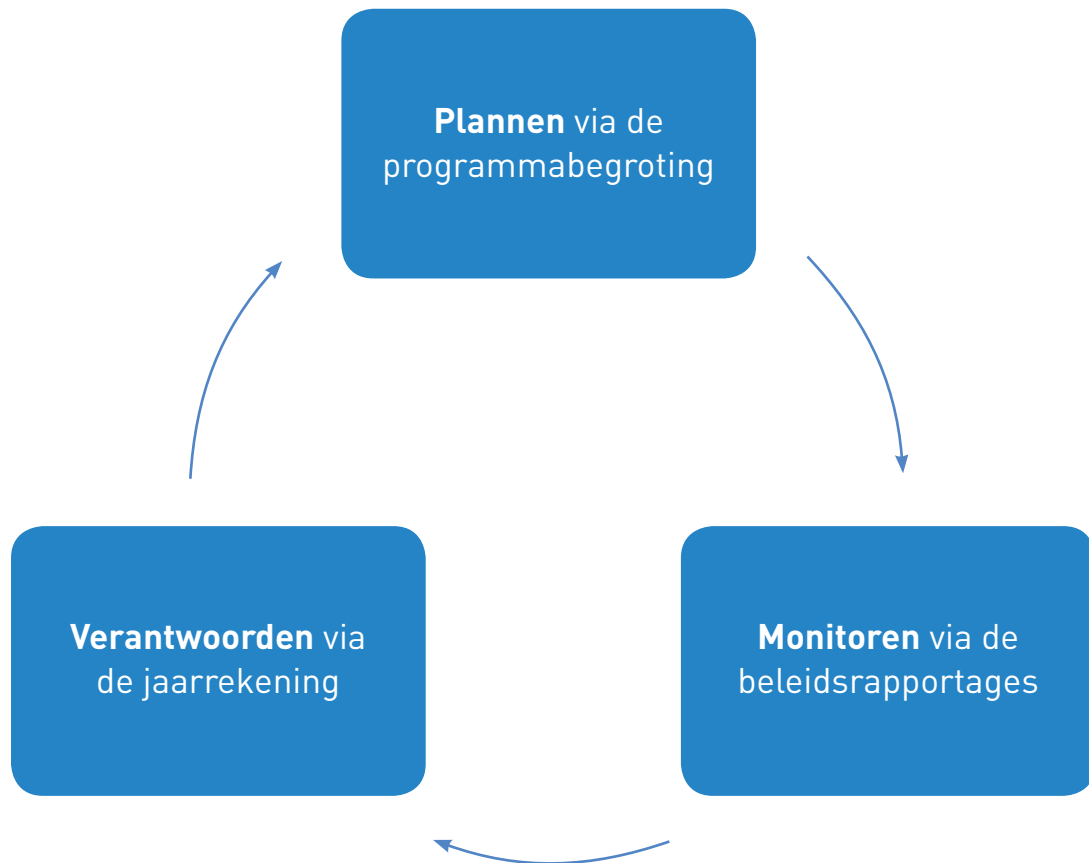 Plannen via de
programmabegroting
Verantwoorden via
de jaarrekening
Monitoren via de
beleidsrapportages